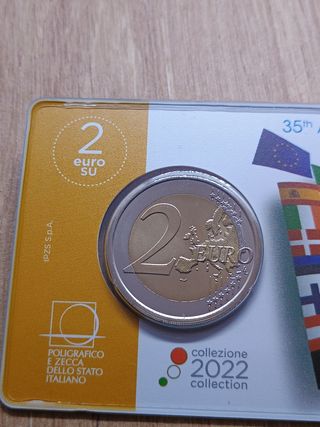 35th A
2
euro
SU
IPZS S.p.A.
2 EURO
POLIGRAFICO
E ZECCA
DELLO STATO
ITALIANO
collezione
2022
collection